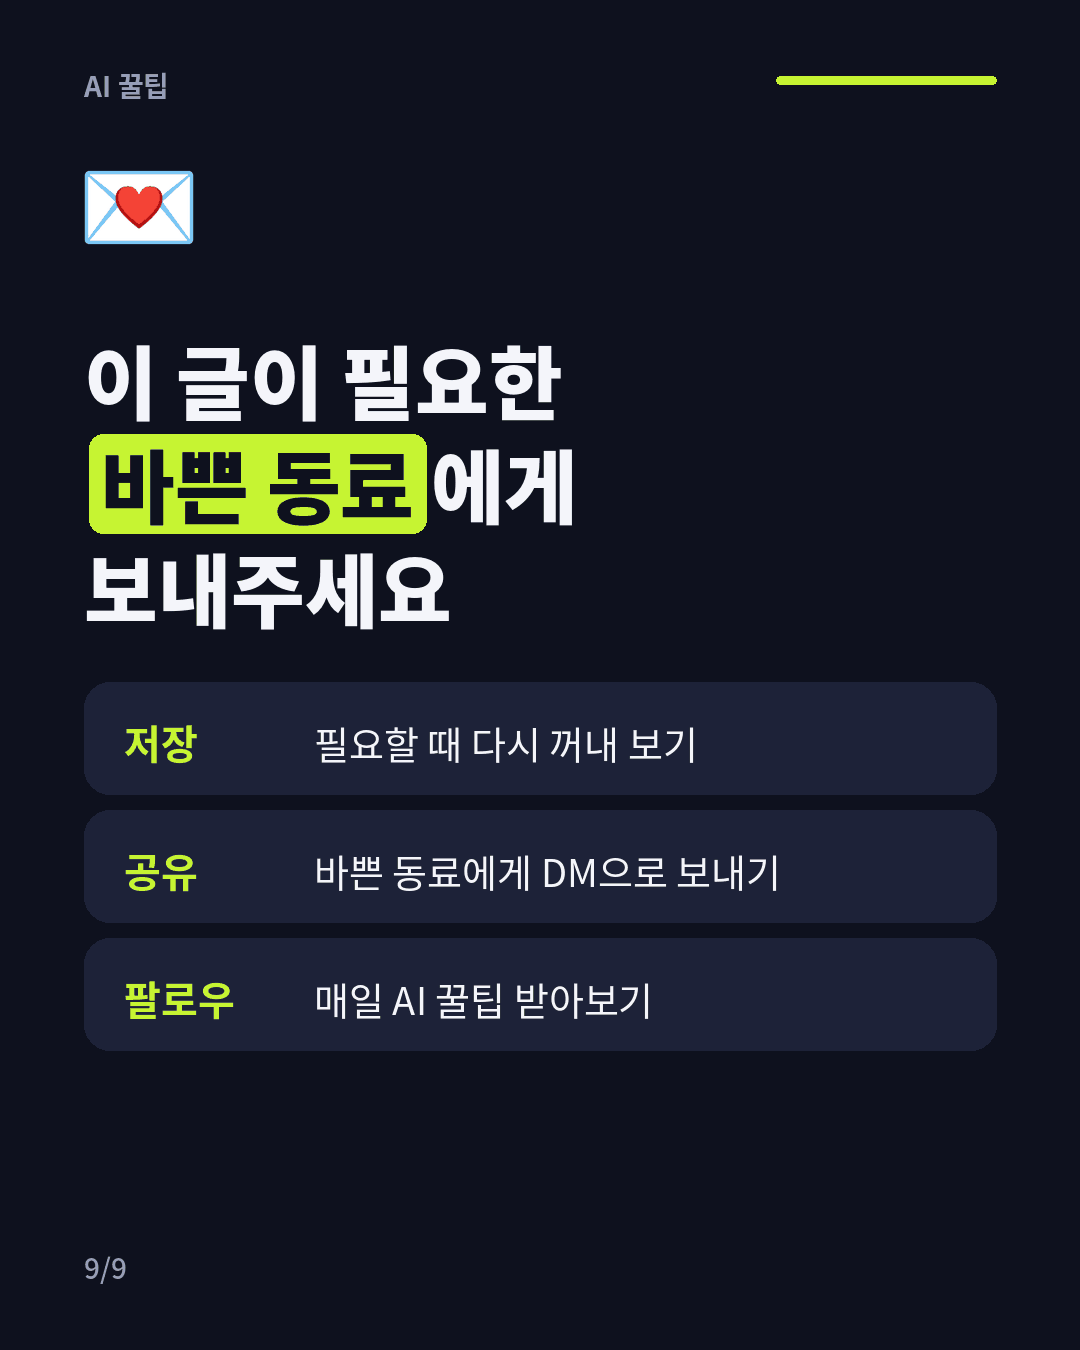 AI 꿀팁
이 글이 필요한
바쁜 동료에게
보내주세요
저장 필요할 때 다시 꺼내 보기
공유 바쁜 동료에게 DM으로 보내기
팔로우 매일 AI 꿀팁 받아보기
9/9